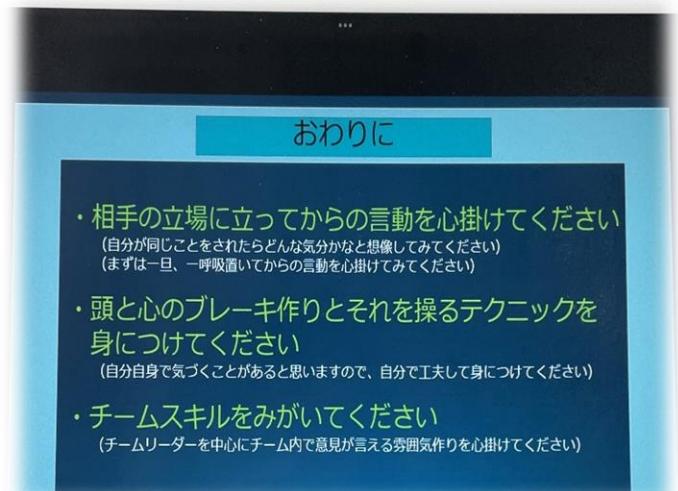 おわりに
・相手の立場に立ってからの言動を心掛けてください
(自分が同じことをされたらどんな気分かなと想像してみてください)
(まずは一旦、一呼吸置いてからの言動を心掛けてみてください)
・頭と心のブレーキ作りとそれを操るテクニックを
身につけてください
(自分自身で気づくことがあると思いますので、自分で工夫して身につけてください)
・チームスキルをみがいてください
(チームリーダーを中心にチーム内で意見が言える雰囲気作りを心掛けてください)